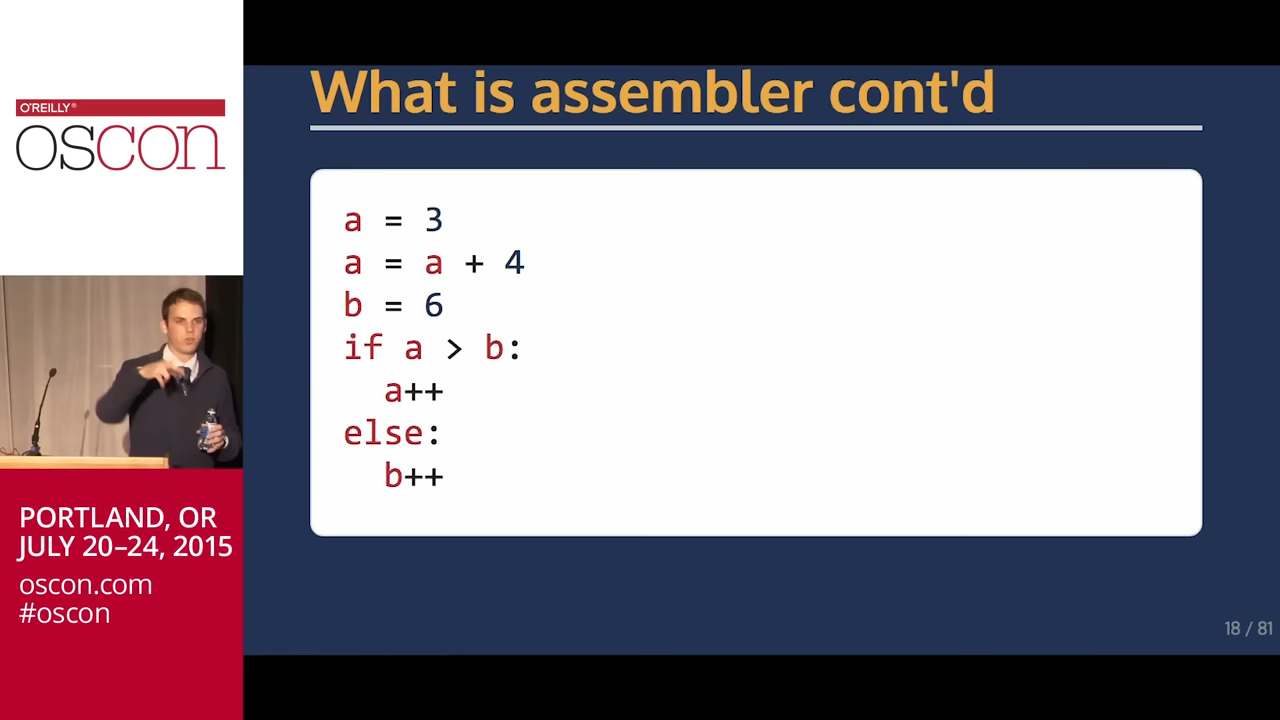 O'REILLY®
oscon
PORTLAND, OR
JULY 20–24, 2015
oscon.com
#oscon
What is assembler cont'd
a = 3
a = a + 4
b = 6
if a > b:
  a++
else:
  b++
18 / 81